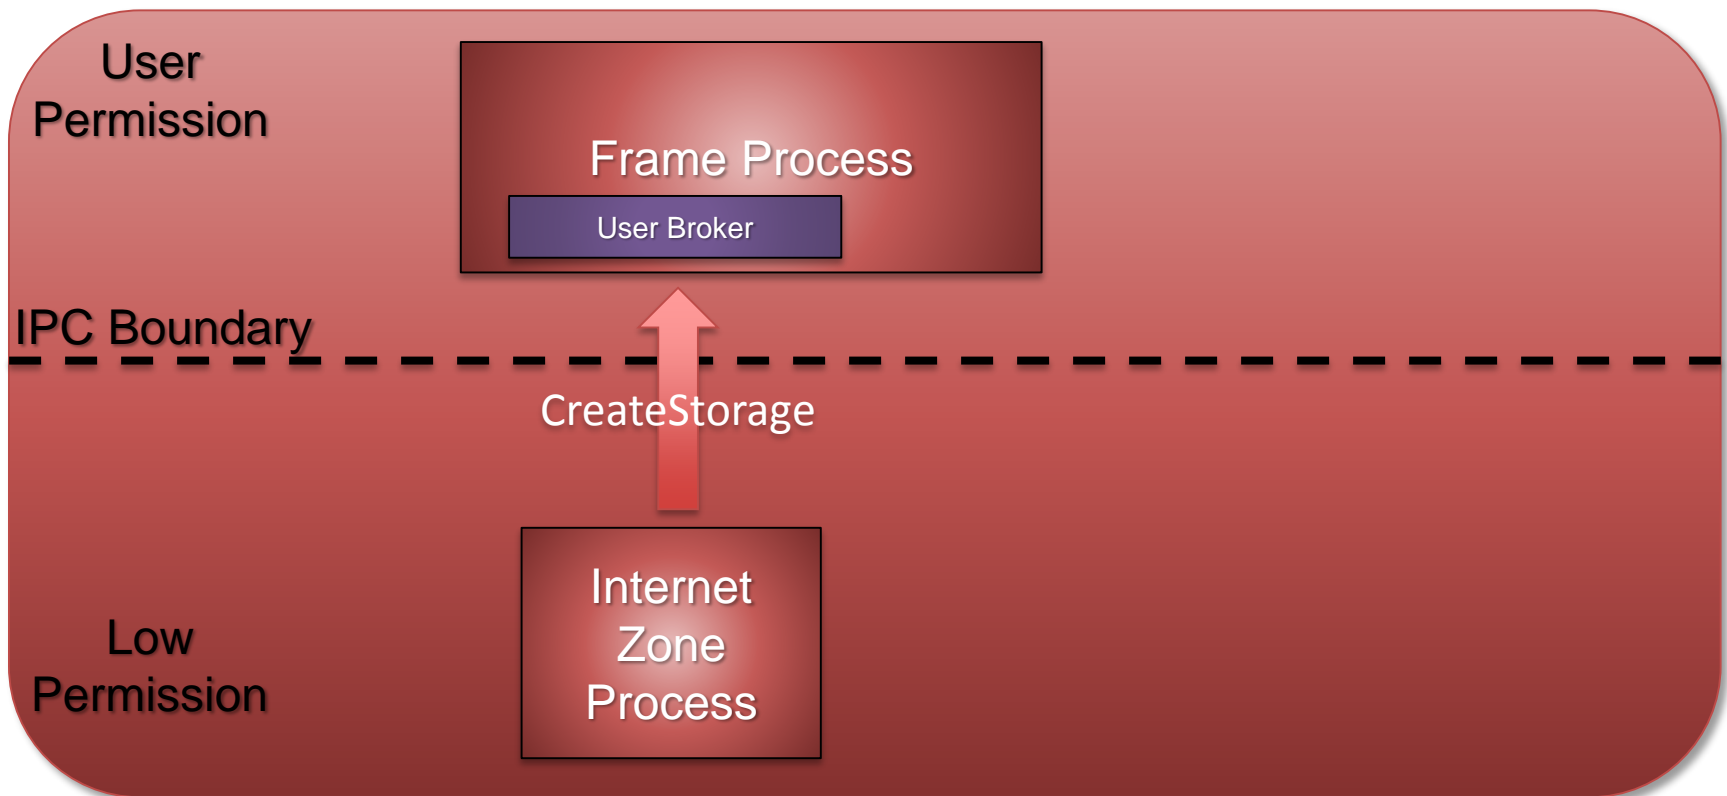 User
Permission
Frame Process
User Broker
IPC Boundary
CreateStorage
Internet
Zone
Process
Low
Permission